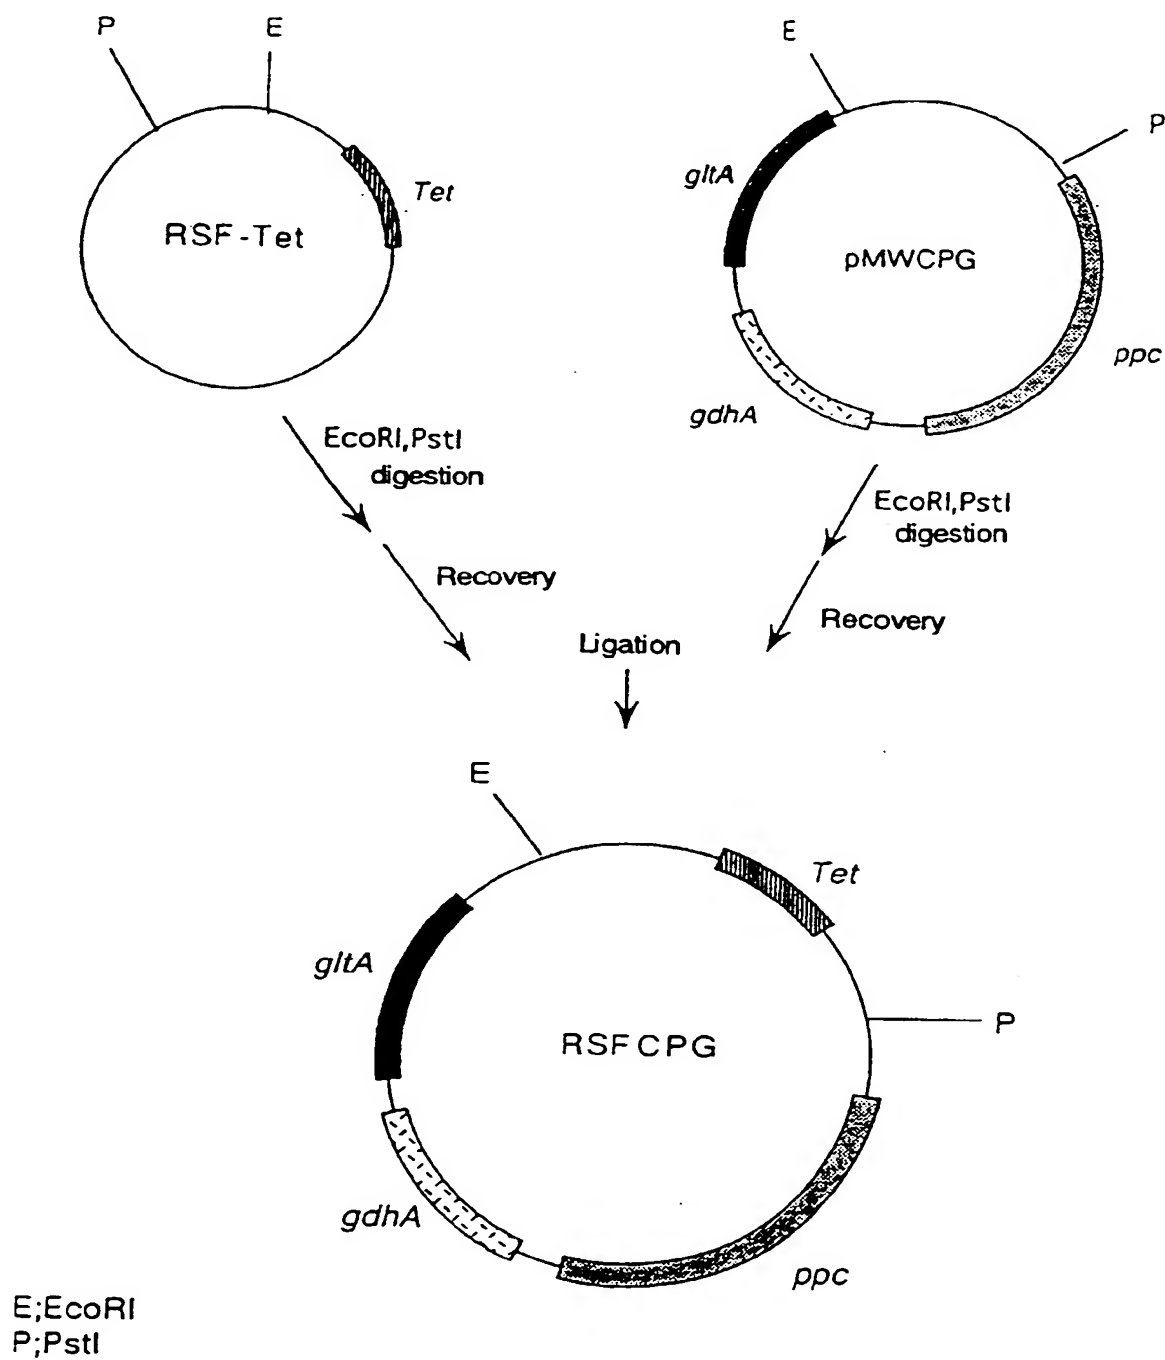 P
E
Tet
RSF-Tet
E
P
gltA
pMWCPG
ppc
gdhA
EcoRI,PstI
digestion
Recovery
EcoRI,PstI
digestion
Recovery
Ligation
E
Tet
gltA
P
RSFCPG
gdhA
ppc
E;EcoRI
P;PstI